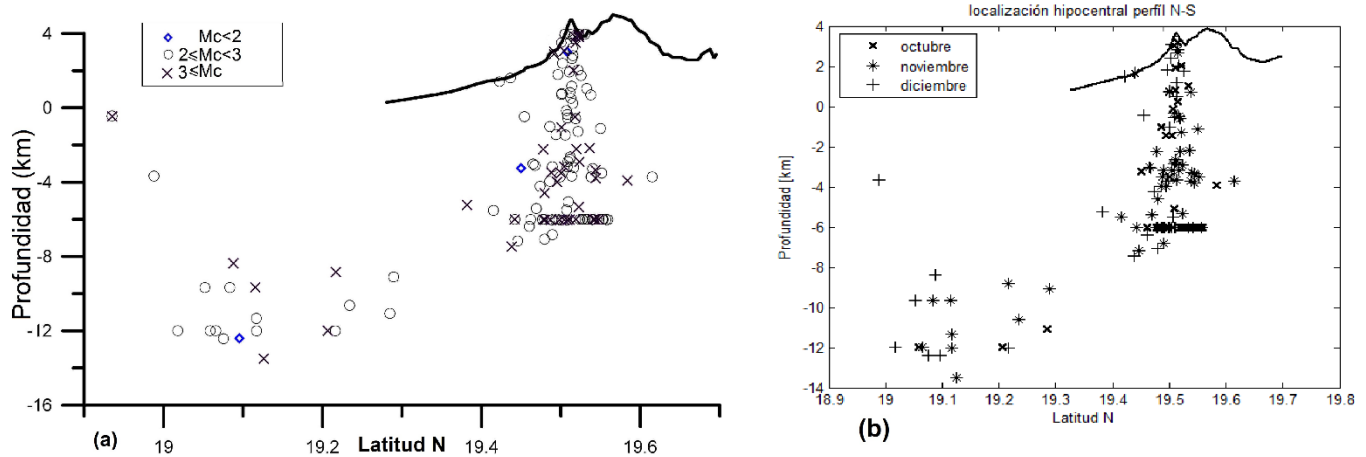 4
0
-4
-8
-12
-16
Profundidad (km)
Mc<2
2≤Mc<3
3≤Mc
(a)
19
19.2
19.4
19.6
Latitud N
localización hipocentral perfíl N-S
octubre
noviembre
diciembre
4
2
0
-2
-4
-6
-8
-10
-12
-14
Profundidad [km]
18.9
19
19.1
19.2
19.3
19.4
19.5
19.6
19.7
19.8
Latitud N
(b)